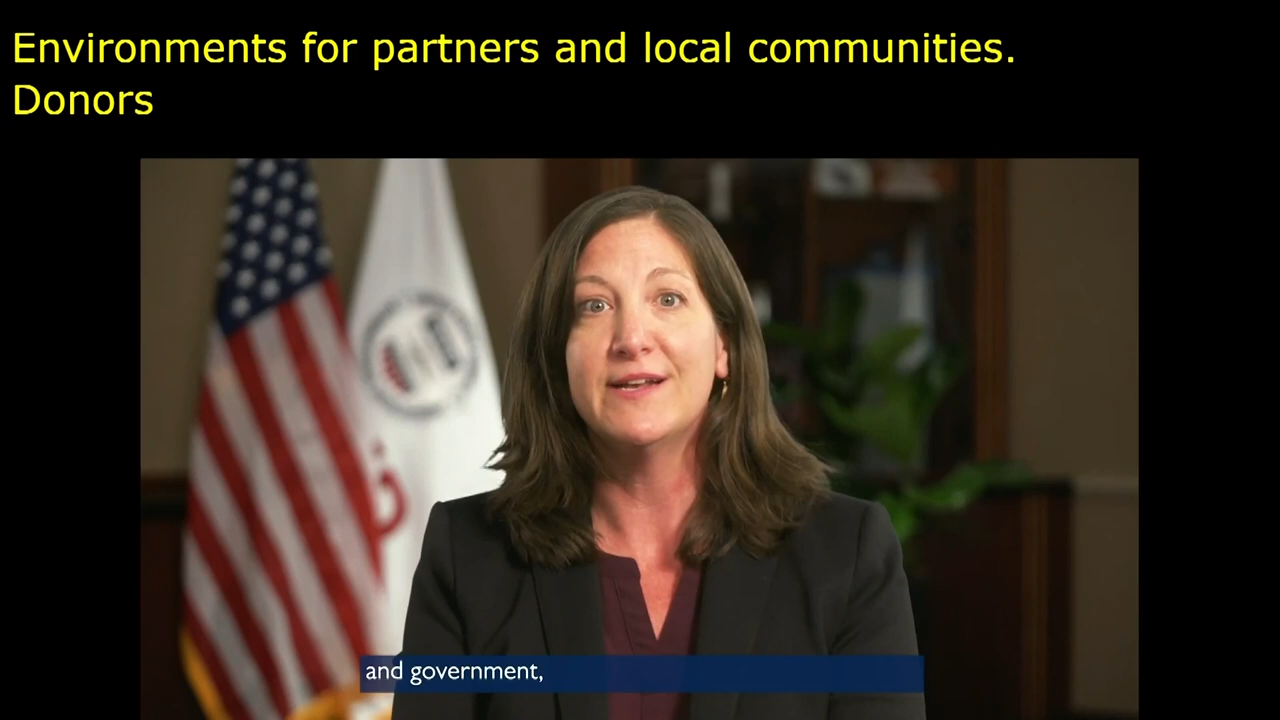 Environments for partners and local communities.
Donors
and government,